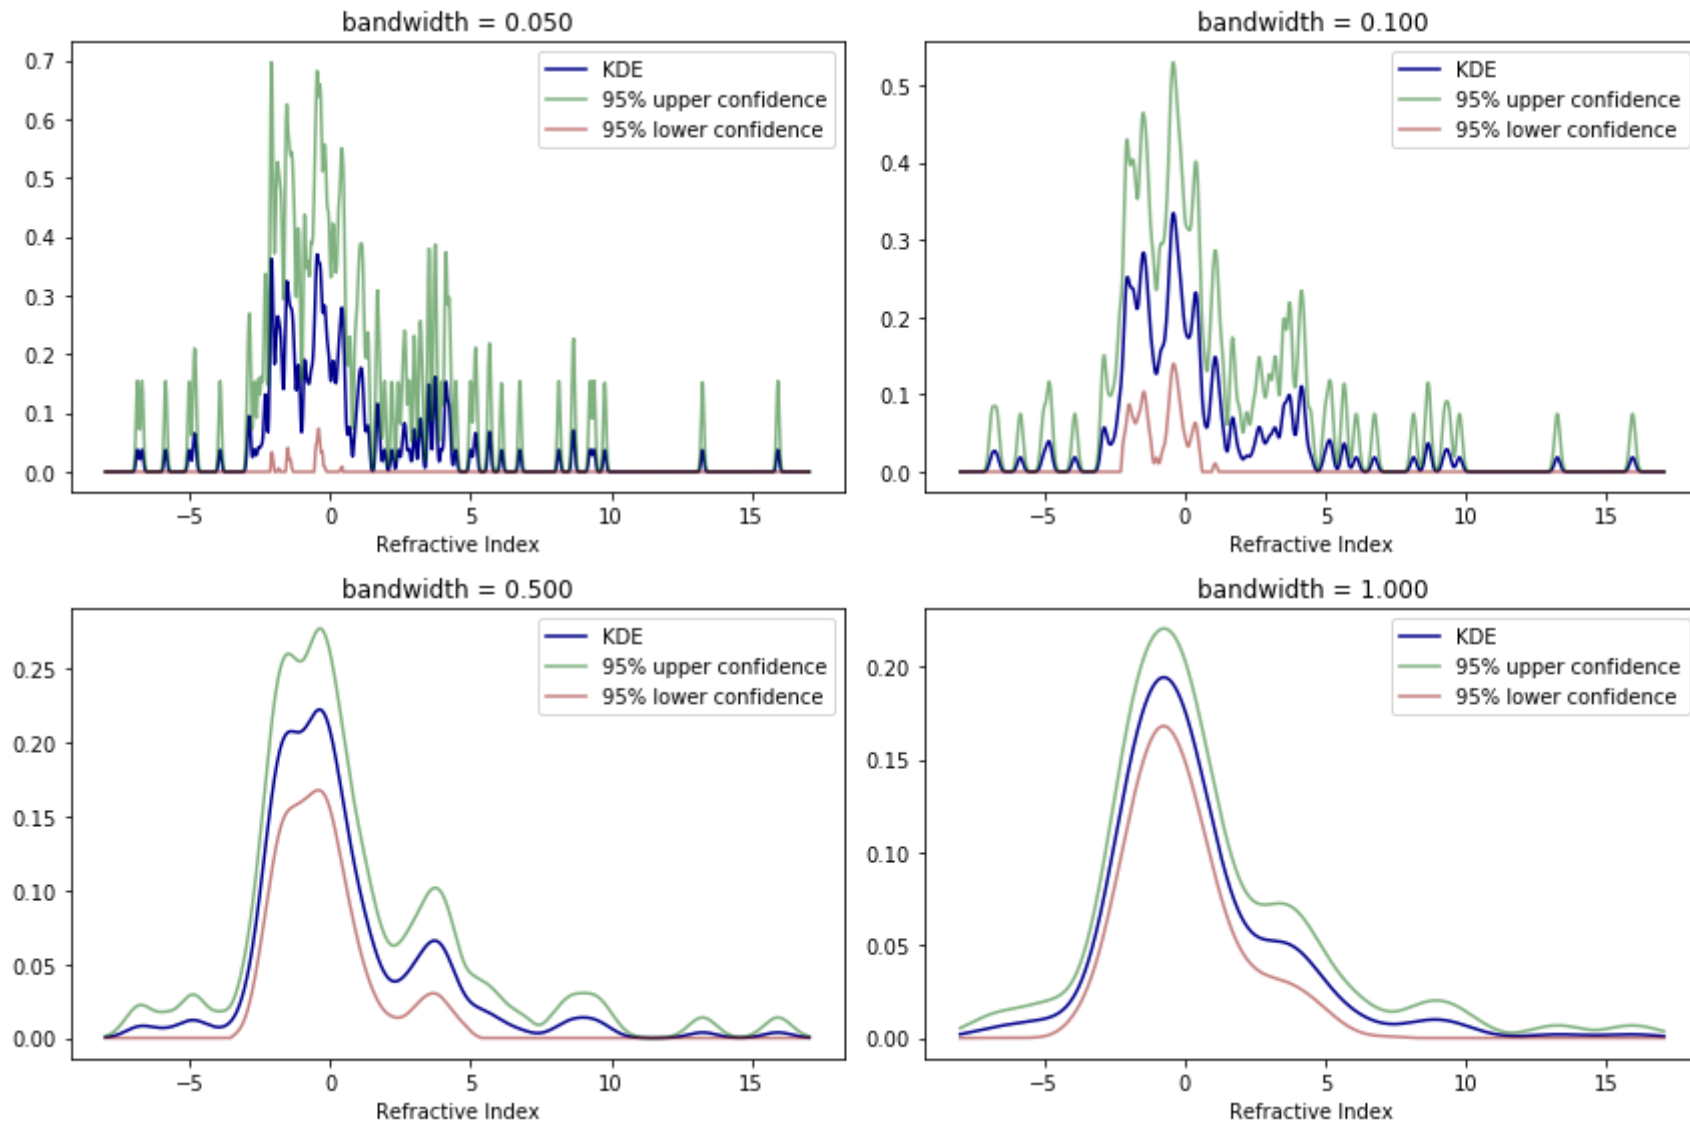 bandwidth = 0.050
KDE
95% upper confidence
95% lower confidence
0.7
0.6
0.5
0.4
0.3
0.2
0.1
0.0
−5 0 5 10 15
Refractive Index
bandwidth = 0.100
KDE
95% upper confidence
95% lower confidence
0.5
0.4
0.3
0.2
0.1
0.0
−5 0 5 10 15
Refractive Index
bandwidth = 0.500
KDE
95% upper confidence
95% lower confidence
0.25
0.20
0.15
0.10
0.05
0.00
−5 0 5 10 15
Refractive Index
bandwidth = 1.000
KDE
95% upper confidence
95% lower confidence
0.20
0.15
0.10
0.05
0.00
−5 0 5 10 15
Refractive Index